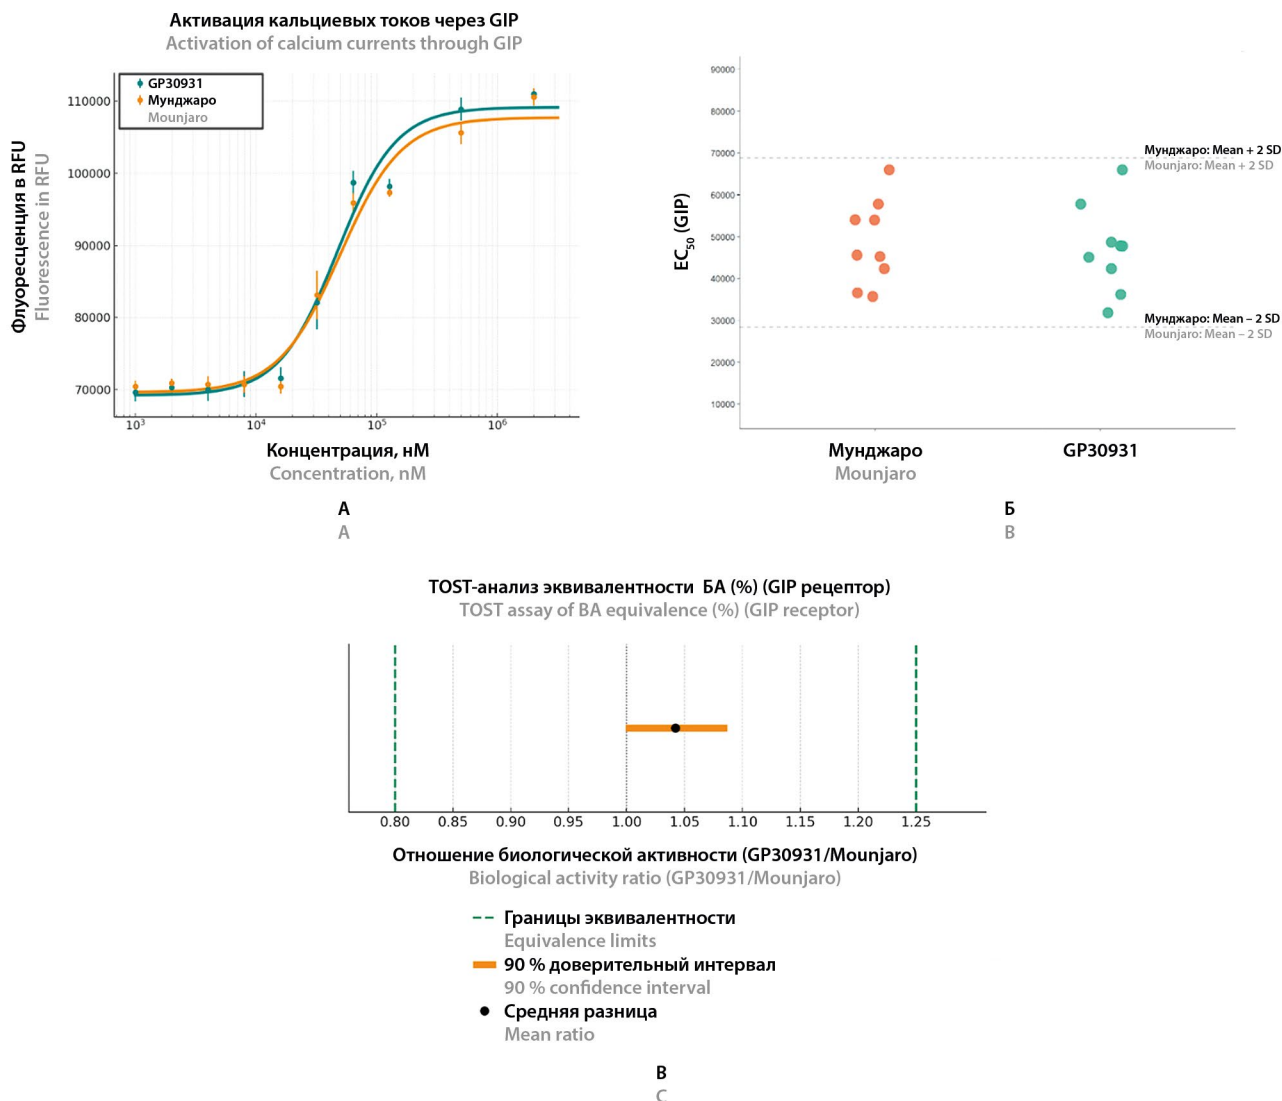 Активация кальциевых токов через GIP
Activation of calcium currents through GIP
GP30931
Мунджаро
Mounjaro
Флуоресценция в RFU
Fluorescence in RFU
110000
100000
90000
80000
70000
10³
10⁴
10⁵
10⁶
Концентрация, нМ
Concentration, nM
А
A
EC₅₀ (GIP)
90000
80000
70000
60000
50000
40000
30000
20000
10000
Мунджаро: Mean + 2 SD
Mounjaro: Mean + 2 SD
Мунджаро: Mean – 2 SD
Mounjaro: Mean – 2 SD
Мунджаро
Mounjaro
GP30931
Б
B
TOST-анализ эквивалентности БА (%) (GIP рецептор)
TOST assay of BA equivalence (%) (GIP receptor)
0.80 0.85 0.90 0.95 1.00 1.05 1.10 1.15 1.20 1.25
Отношение биологической активности (GP30931/Mounjaro)
Biological activity ratio (GP30931/Mounjaro)
Границы эквивалентности
Equivalence limits
90 % доверительный интервал
90 % confidence interval
Средняя разница
Mean ratio
В
C